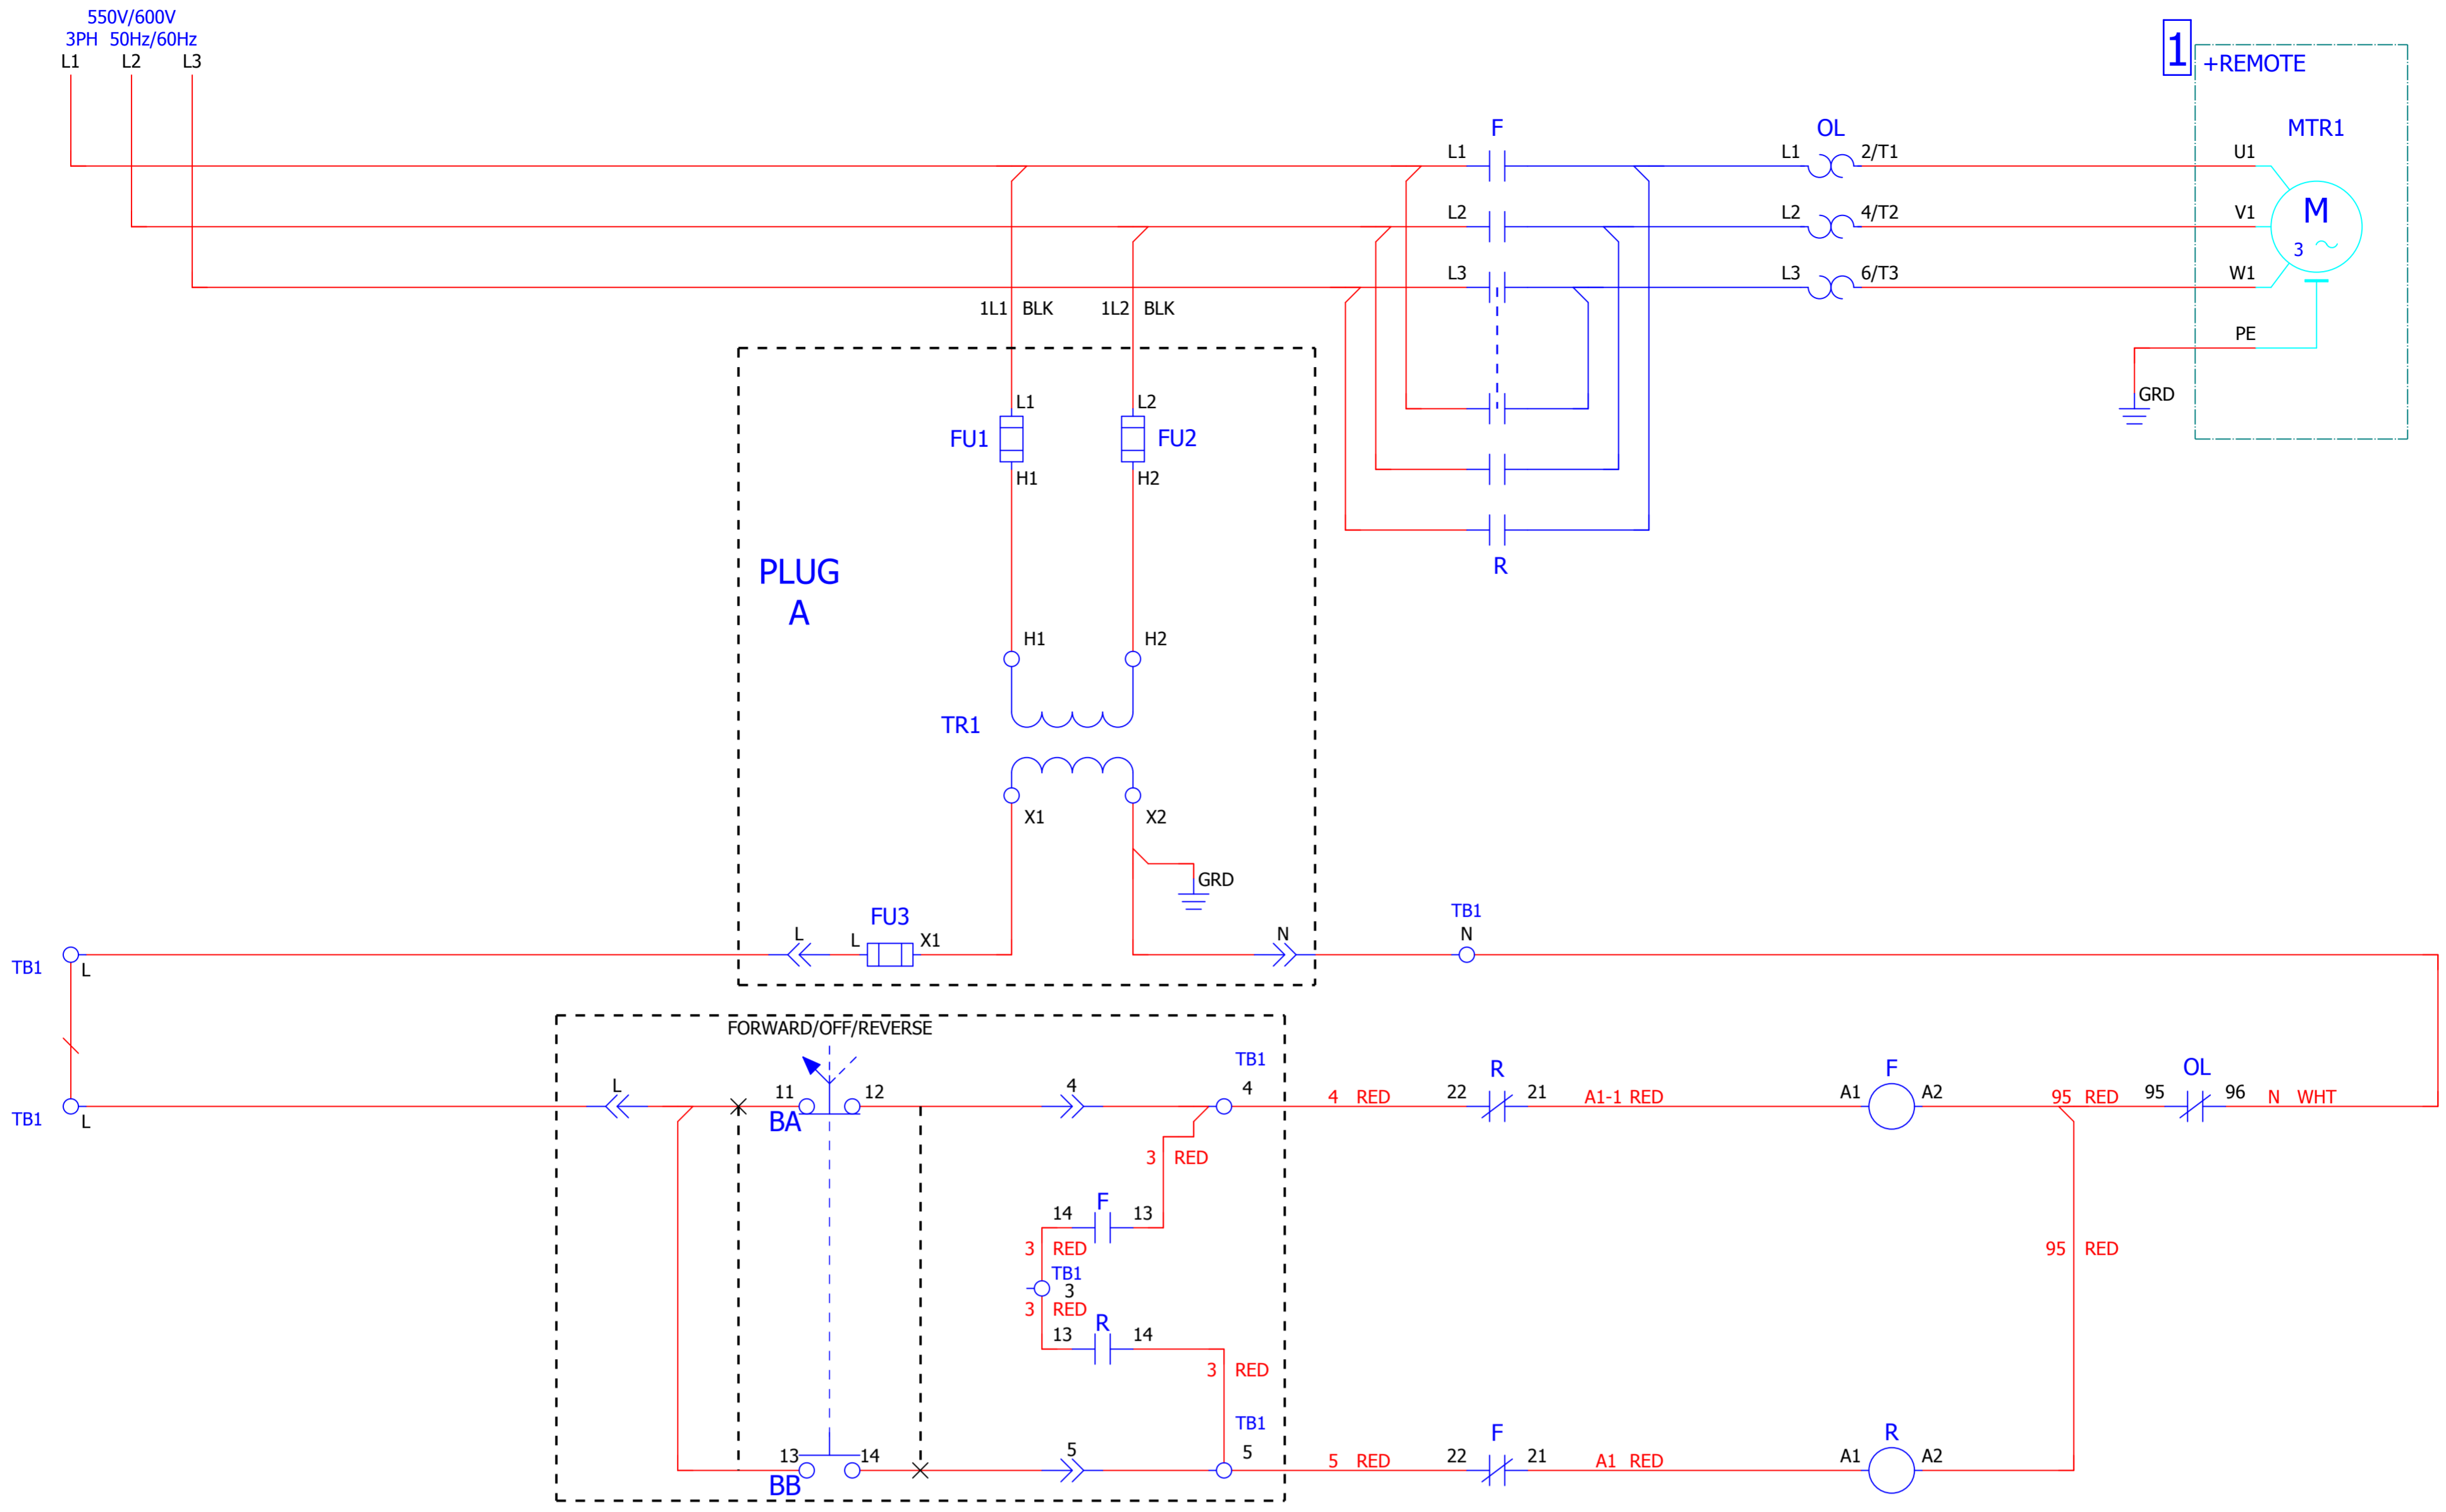 550V/600V
3PH 50Hz/60Hz
L1 L2 L3
1
+REMOTE
F OL MTR1
L1 L1 2/T1 U1
L2 L2 4/T2 V1
M
3
L3 L3 6/T3 W1
1L1 BLK 1L2 BLK
PE
GRD
L1 L2
FU1 FU2
H1 H2
R
PLUG
A
H1 H2
TR1
X1 X2
GRD
FU3
TB1
L L X1 N N
TB1 L
FORWARD/OFF/REVERSE
TB1
L 11 12 4 4
R F OL
4 RED 22 21 A1-1 RED A1 A2 95 RED 95 96 N WHT
TB1 L
BA
3 RED
F
14 13
3 RED
95 RED
TB1
3
3 RED
R
13 14
3 RED
TB1
F R
13 14 5 5
5 RED 22 21 A1 RED A1 A2
BB